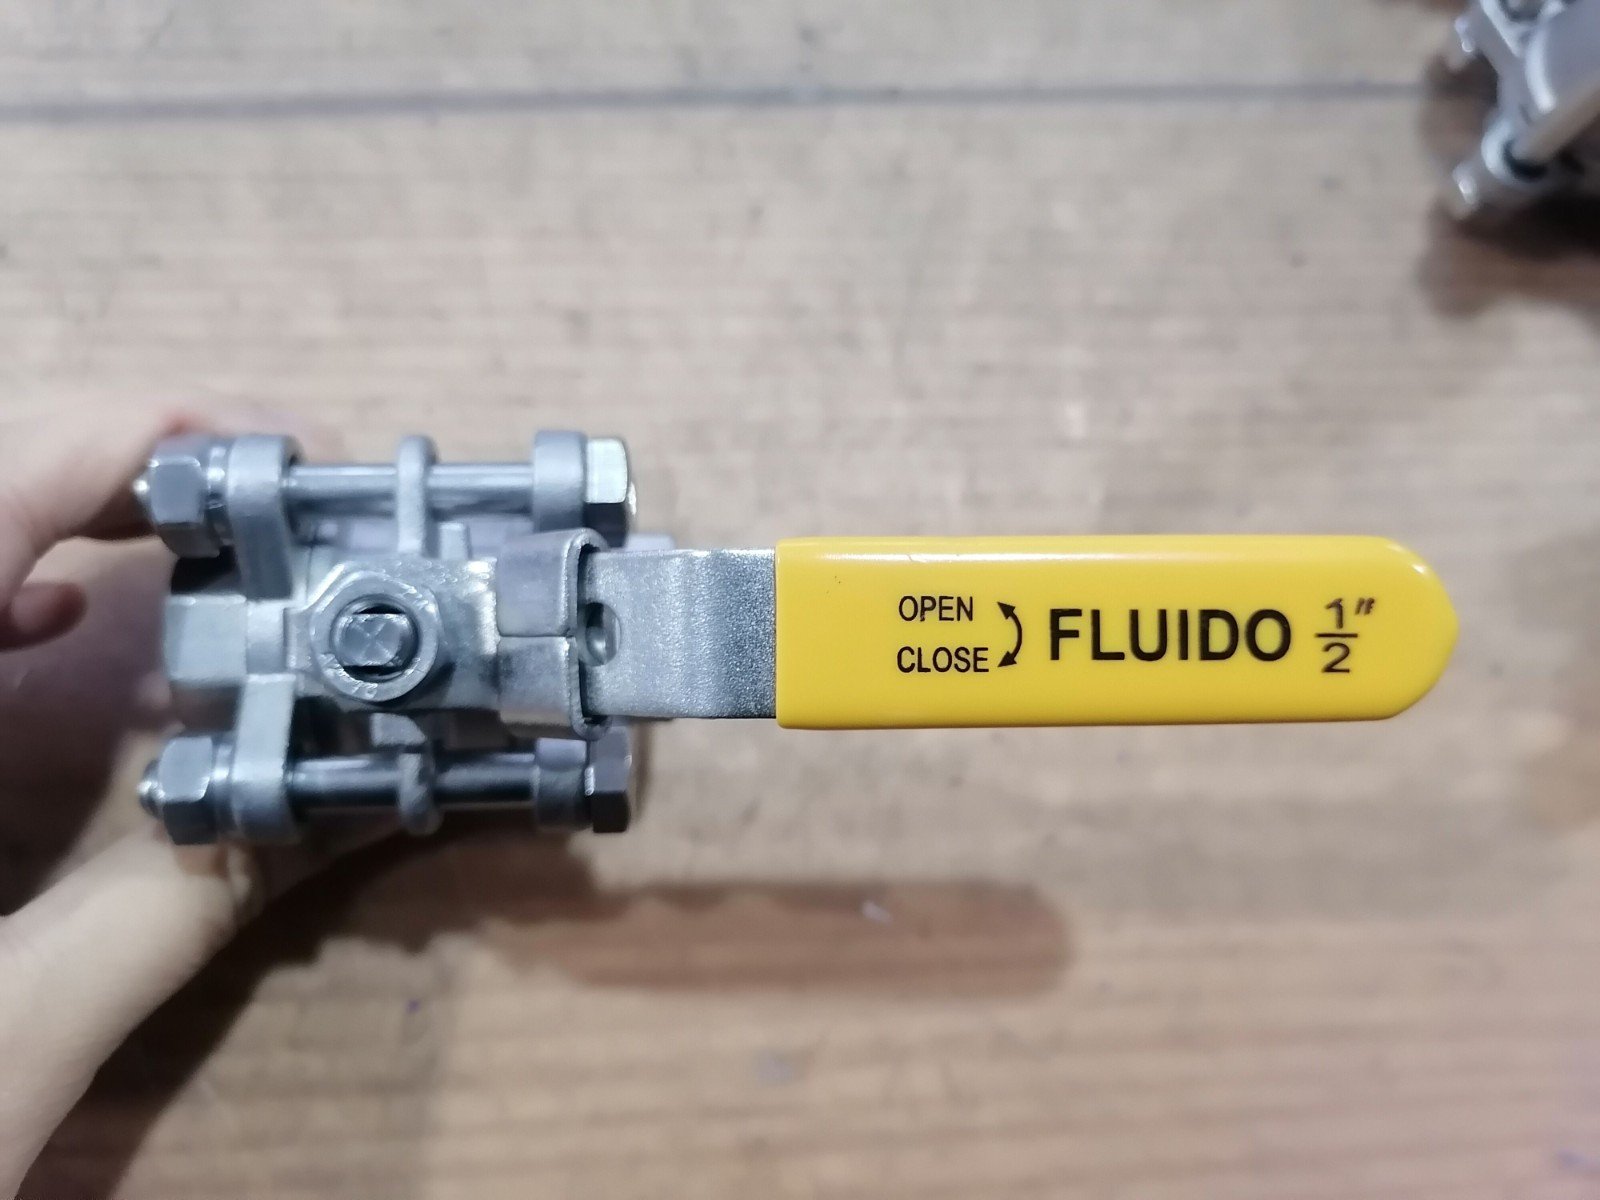 OPEN
CLOSE
FLUIDO 1/2"